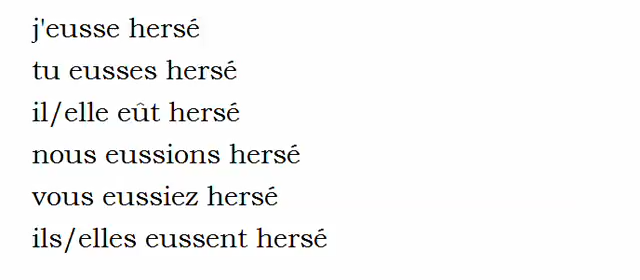 j'eusse hersé
tu eusses hersé
il/elle eût hersé
nous eussions hersé
vous eussiez hersé
ils/elles eussent hersé